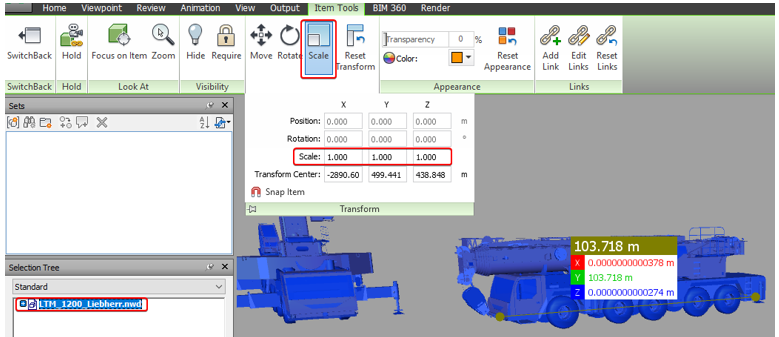 Home Viewpoint Review Animation View Output Item Tools BIM 360 Render
SwitchBack Hold Focus on Item Zoom Hide Require Move Rotate Scale Reset Transform Transparency 0 % Color: Reset Appearance Add Link Edit Links Reset Links
SwitchBack Hold Look At Visibility Appearance Links
Sets
X Y Z
Position: 0.000 0.000 0.000 m
Rotation: 0.000 0.000 0.000 °
Scale: 1.000 1.000 1.000
Transform Center: -2890.60 499.441 438.848 m
Snap Item
Transform
103.718 m
X 0.0000000000378 m
Y 103.718 m
Z 0.0000000000274 m
Selection Tree
Standard
LTM_1200_Liebherr.nwd